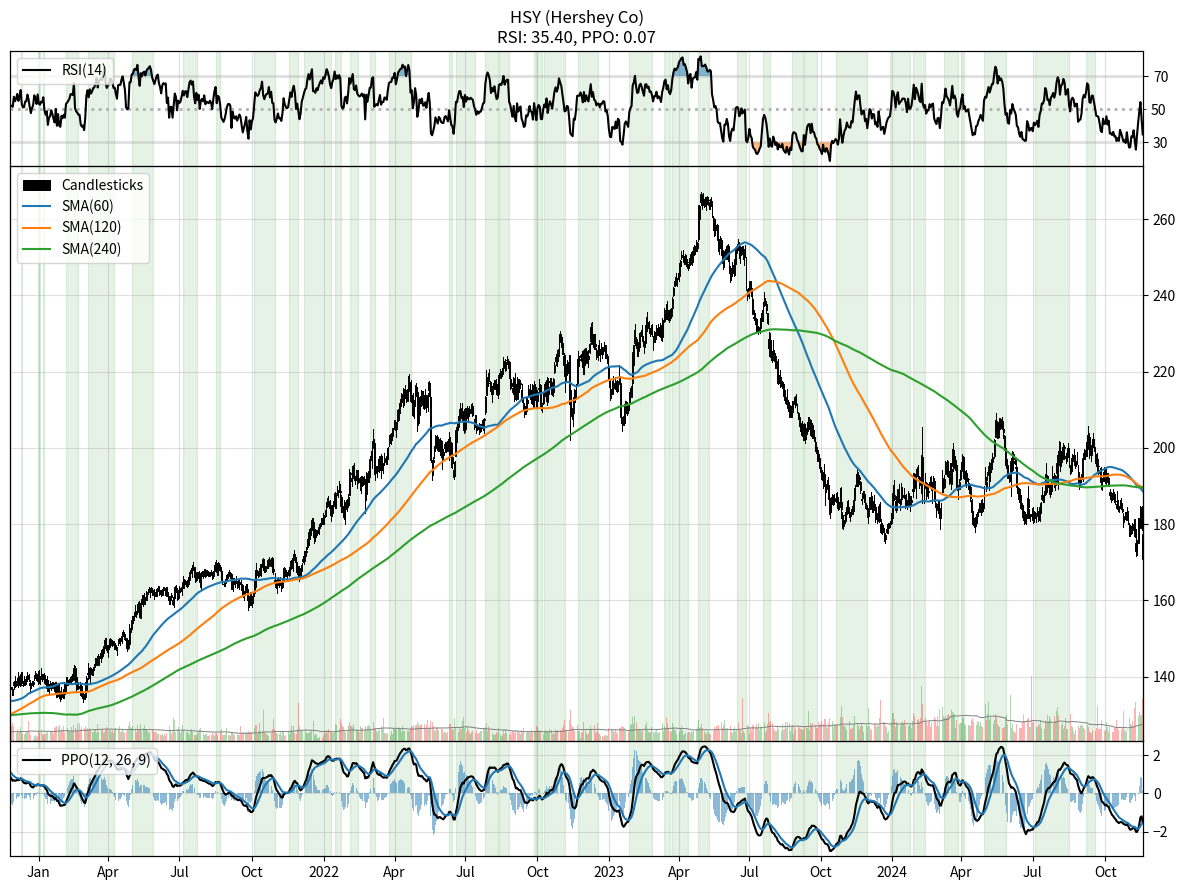 HSY (Hershey Co)
RSI: 35.40, PPO: 0.07
RSI(14)
70
50
30
Candlesticks
SMA(60)
SMA(120)
SMA(240)
260
240
220
200
180
160
140
PPO(12, 26, 9)
2
0
−2
Jan Apr Jul Oct 2022 Apr Jul Oct 2023 Apr Jul Oct 2024 Apr Jul Oct